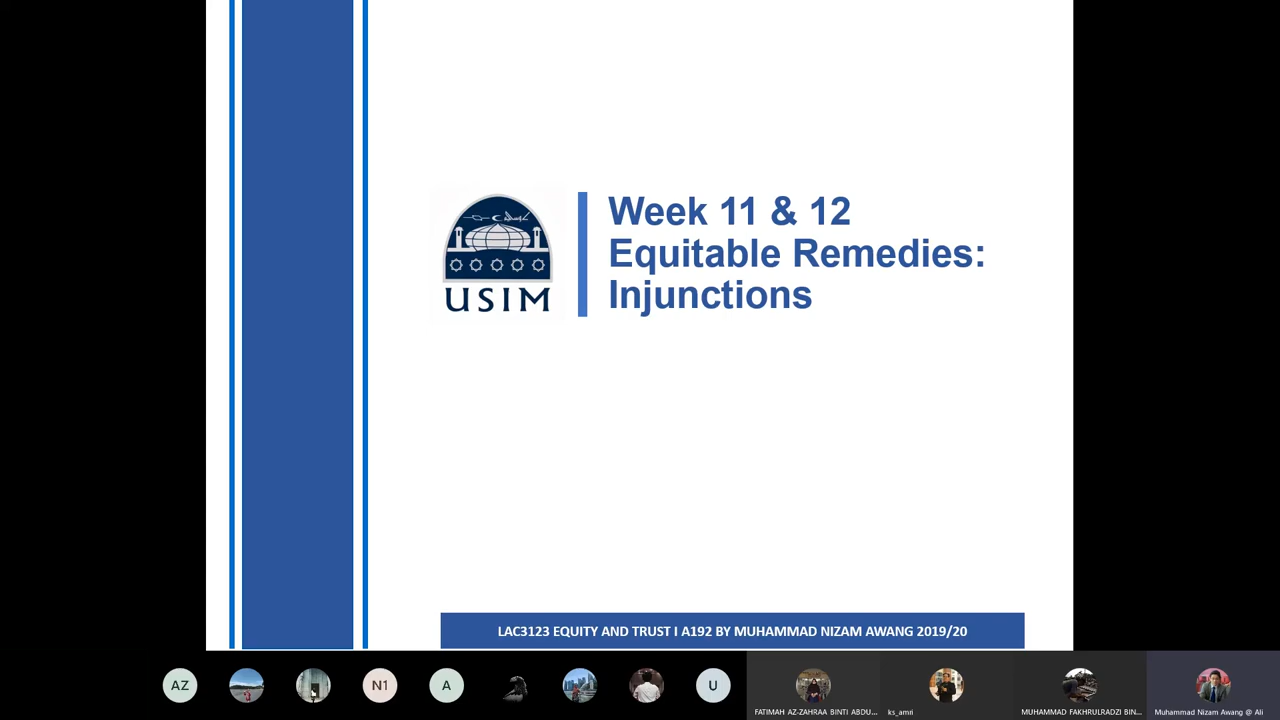 Week 11 & 12
Equitable Remedies:
Injunctions
USIM
LAC3123 EQUITY AND TRUST I A192 BY MUHAMMAD NIZAM AWANG 2019/20
AZ
N1
A
U
FATIMAH AZ-ZAHRAA BINTI ABDU...
ks_amri
MUHAMMAD FAKHRULRADZI BIN...
Muhammad Nizam Awang @ Ali